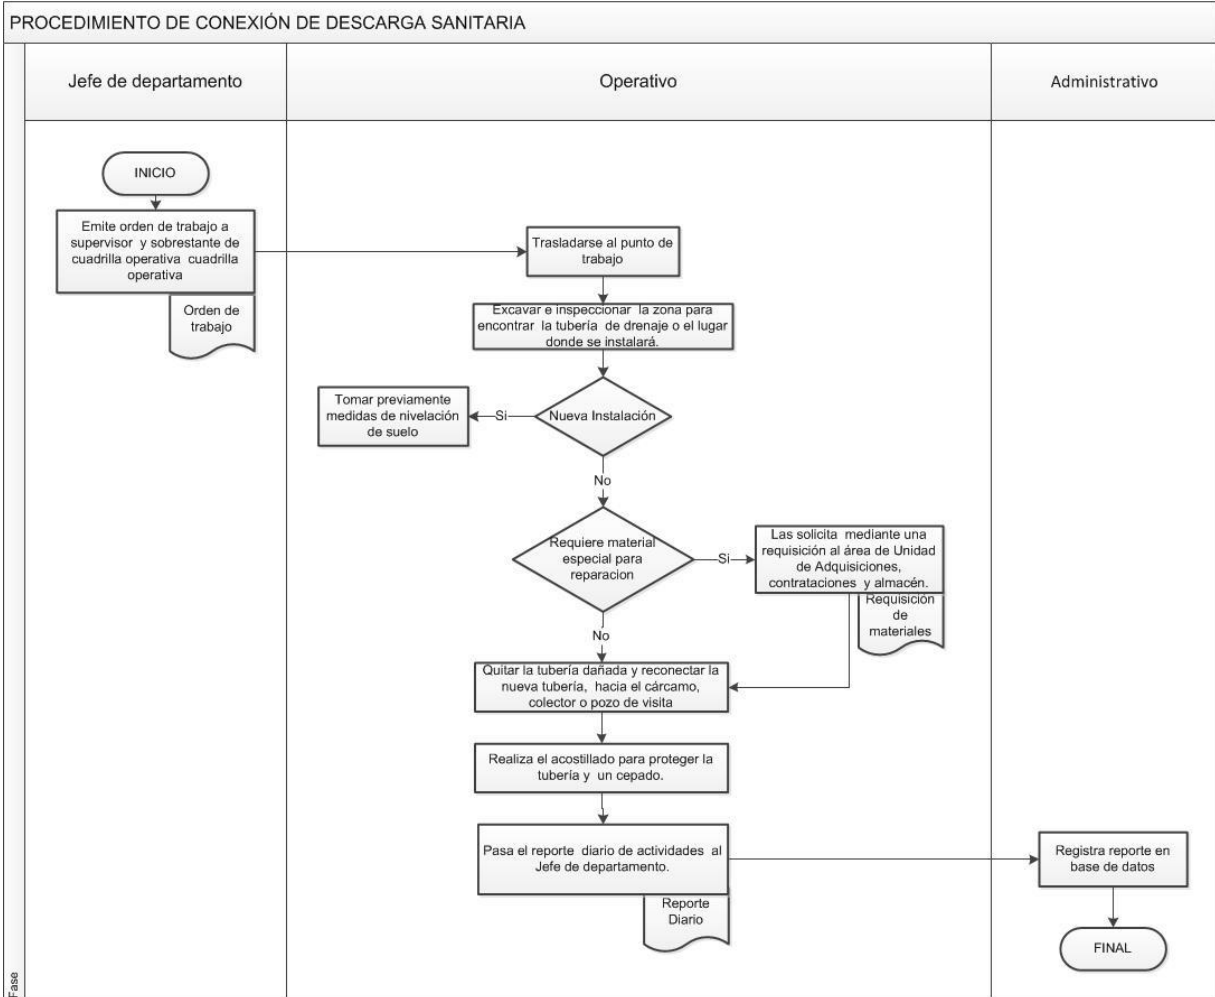 PROCEDIMIENTO DE CONEXIÓN DE DESCARGA SANITARIA
Jefe de departamento
Operativo
Administrativo
INICIO
Emite orden de trabajo a
supervisor y sobrestante de
cuadrilla operativa cuadrilla
operativa
Orden de
trabajo
Trasladarse al punto de
trabajo
Excavar e inspeccionar la zona para
encontrar la tubería de drenaje o el lugar
donde se instalará.
Nueva Instalación
Si
Tomar previamente
medidas de nivelación
de suelo
No
Requiere material
especial para
reparacion
Si
Las solicita mediante una
requisición al área de Unidad
de Adquisiciones,
contrataciones y almacén.
Requisición
de
materiales
No
Quitar la tubería dañada y reconectar la
nueva tubería, hacia el cárcamo,
colector o pozo de visita
Realiza el acostillado para proteger la
tubería y un cepado.
Pasa el reporte diario de actividades al
Jefe de departamento.
Reporte
Diario
Registra reporte en
base de datos
FINAL
Fase